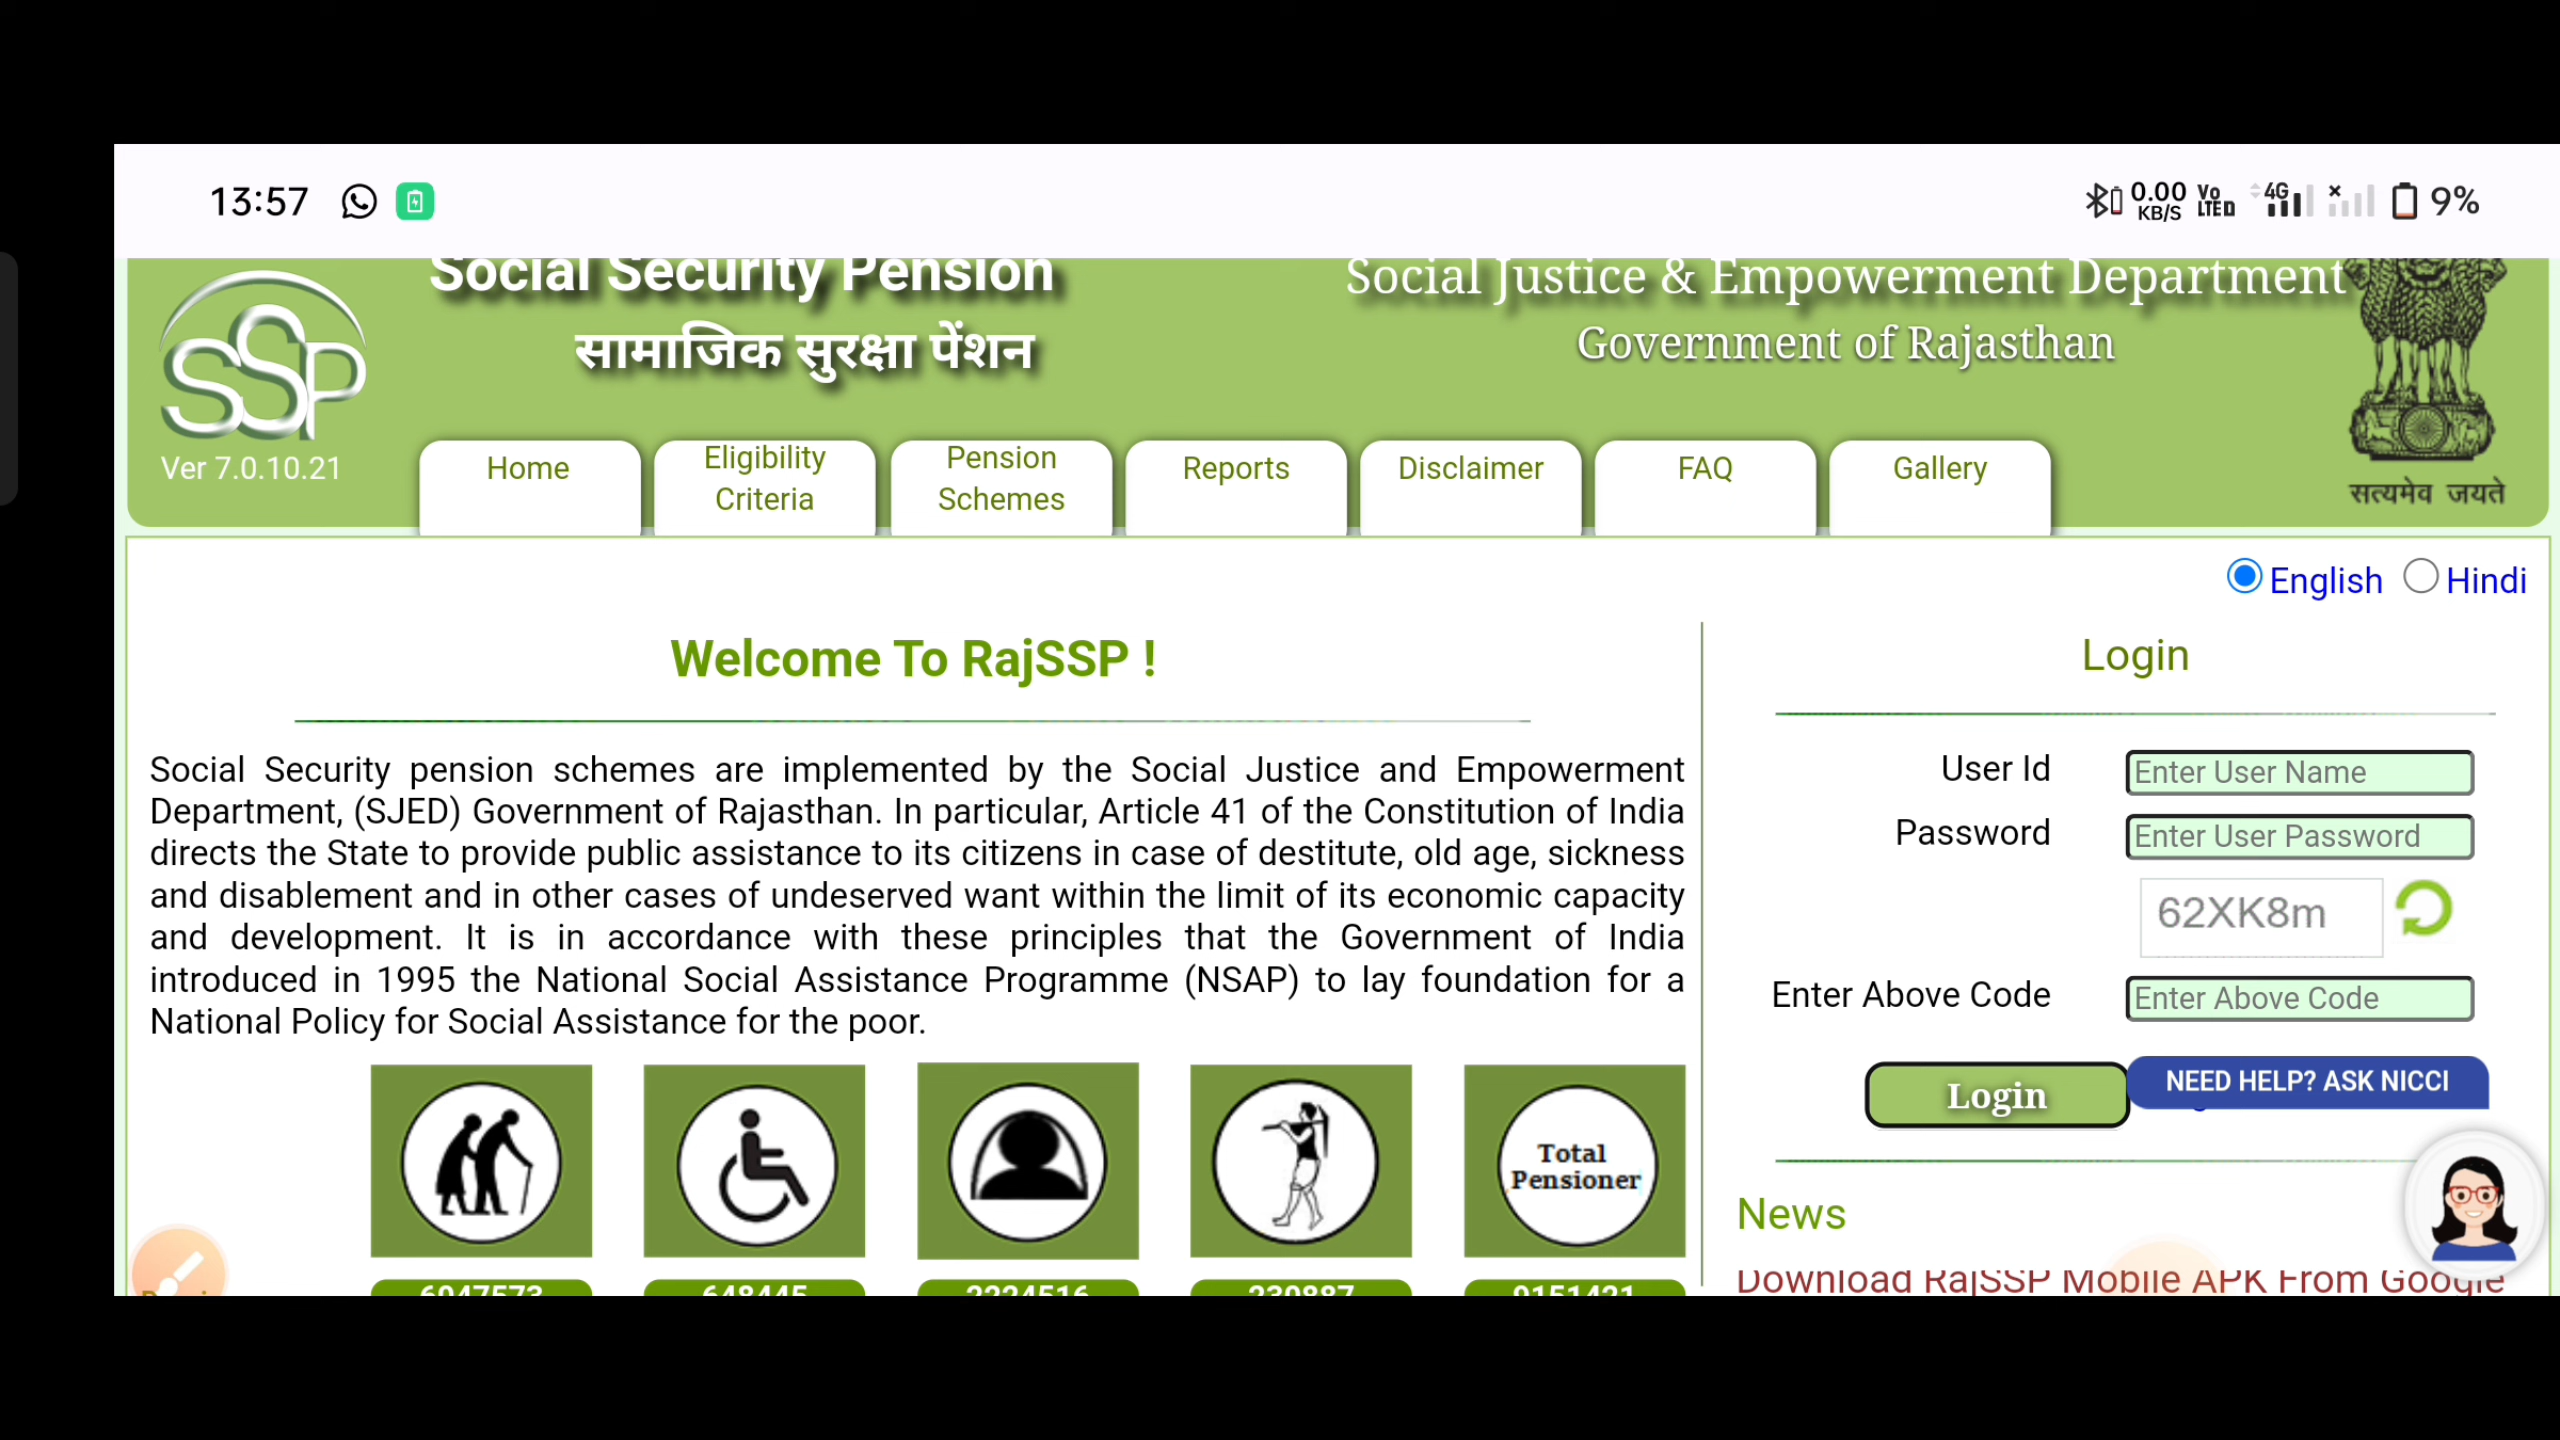 13:57
0.00 KB/S
Vo LTE
4G
9%
Social Security Pension
सामाजिक सुरक्षा पेंशन
Social Justice & Empowerment Department
Government of Rajasthan
SSP
Ver 7.0.10.21
सत्यमेव जयते
Home
Eligibility
Criteria
Pension
Schemes
Reports
Disclaimer
FAQ
Gallery
English
Hindi
Welcome To RajSSP !
Social Security pension schemes are implemented by the Social Justice and Empowerment
Department, (SJED) Government of Rajasthan. In particular, Article 41 of the Constitution of India
directs the State to provide public assistance to its citizens in case of destitute, old age, sickness
and disablement and in other cases of undeserved want within the limit of its economic capacity
and development. It is in accordance with these principles that the Government of India
introduced in 1995 the National Social Assistance Programme (NSAP) to lay foundation for a
National Policy for Social Assistance for the poor.
Total
Pensioner
6047573
648445
2224516
230887
9151421
Login
User Id
Enter User Name
Password
Enter User Password
62XK8m
Enter Above Code
Enter Above Code
Login
NEED HELP? ASK NICCI
News
Download RajSSP Mobile APK From Google